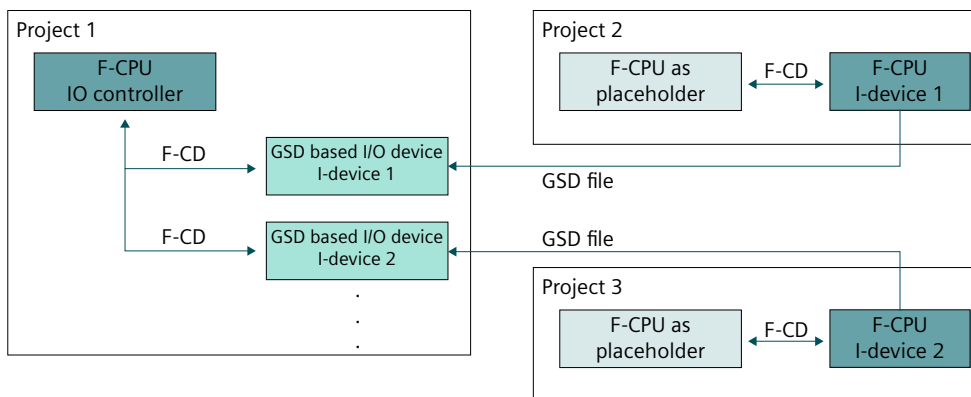 Project 1
F-CPU
IO controller
F-CD
GSD based I/O device
I-device 1
F-CD
GSD based I/O device
I-device 2
.
.
.
Project 2
F-CPU as
placeholder
F-CD
F-CPU
I-device 1
GSD file
GSD file
Project 3
F-CPU as
placeholder
F-CD
F-CPU
I-device 2